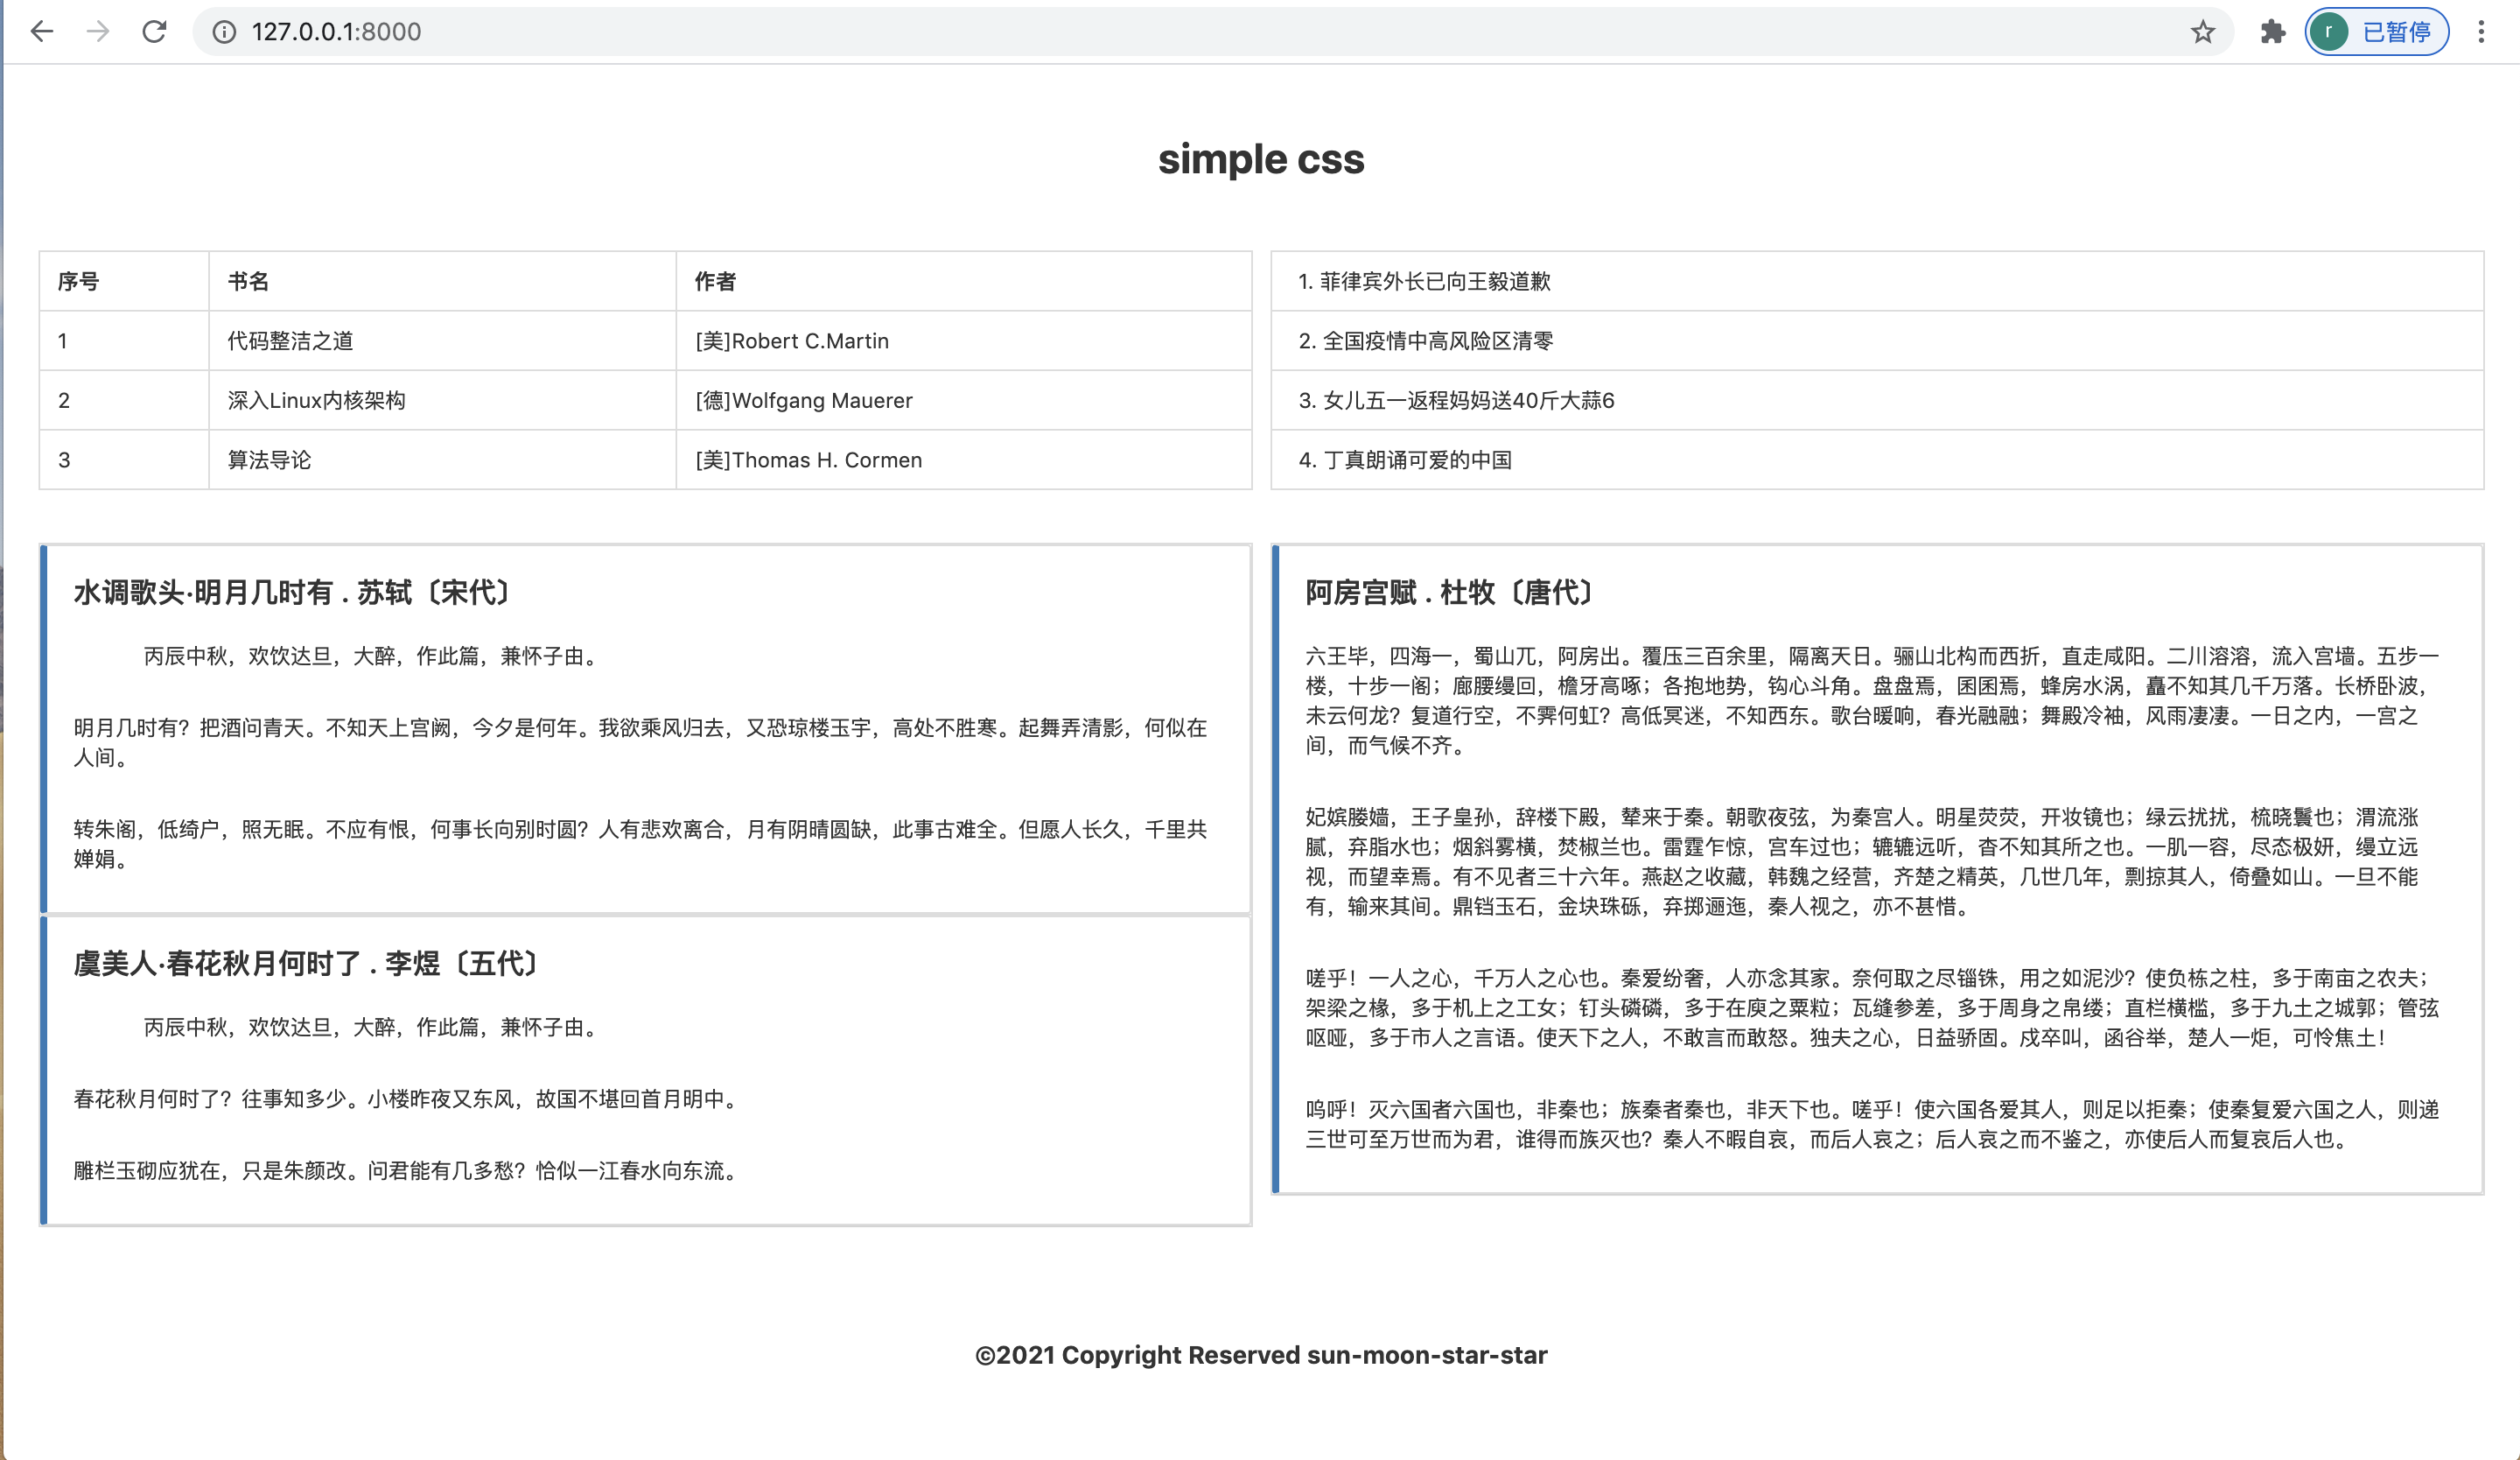 127.0.0.1:8000
r 已暂停
simple css
序号 书名 作者
1 代码整洁之道 [美]Robert C.Martin
2 深入Linux内核架构 [德]Wolfgang Mauerer
3 算法导论 [美]Thomas H. Cormen
1. 菲律宾外长已向王毅道歉
2. 全国疫情中高风险区清零
3. 女儿五一返程妈妈送40斤大蒜6
4. 丁真朗诵可爱的中国
水调歌头·明月几时有 . 苏轼〔宋代〕
丙辰中秋，欢饮达旦，大醉，作此篇，兼怀子由。
明月几时有？把酒问青天。不知天上宫阙，今夕是何年。我欲乘风归去，又恐琼楼玉宇，高处不胜寒。起舞弄清影，何似在
人间。
转朱阁，低绮户，照无眠。不应有恨，何事长向别时圆？人有悲欢离合，月有阴晴圆缺，此事古难全。但愿人长久，千里共
婵娟。
虞美人·春花秋月何时了 . 李煜〔五代〕
丙辰中秋，欢饮达旦，大醉，作此篇，兼怀子由。
春花秋月何时了？往事知多少。小楼昨夜又东风，故国不堪回首月明中。
雕栏玉砌应犹在，只是朱颜改。问君能有几多愁？恰似一江春水向东流。
阿房宫赋 . 杜牧〔唐代〕
六王毕，四海一，蜀山兀，阿房出。覆压三百余里，隔离天日。骊山北构而西折，直走咸阳。二川溶溶，流入宫墙。五步一
楼，十步一阁；廊腰缦回，檐牙高啄；各抱地势，钩心斗角。盘盘焉，囷囷焉，蜂房水涡，矗不知其几千万落。长桥卧波，
未云何龙？复道行空，不霁何虹？高低冥迷，不知西东。歌台暖响，春光融融；舞殿冷袖，风雨凄凄。一日之内，一宫之
间，而气候不齐。
妃嫔媵嫱，王子皇孙，辞楼下殿，辇来于秦。朝歌夜弦，为秦宫人。明星荧荧，开妆镜也；绿云扰扰，梳晓鬟也；渭流涨
腻，弃脂水也；烟斜雾横，焚椒兰也。雷霆乍惊，宫车过也；辘辘远听，杳不知其所之也。一肌一容，尽态极妍，缦立远
视，而望幸焉。有不见者三十六年。燕赵之收藏，韩魏之经营，齐楚之精英，几世几年，剽掠其人，倚叠如山。一旦不能
有，输来其间。鼎铛玉石，金块珠砾，弃掷逦迤，秦人视之，亦不甚惜。
嗟乎！一人之心，千万人之心也。秦爱纷奢，人亦念其家。奈何取之尽锱铢，用之如泥沙？使负栋之柱，多于南亩之农夫；
架梁之椽，多于机上之工女；钉头磷磷，多于在庾之粟粒；瓦缝参差，多于周身之帛缕；直栏横槛，多于九土之城郭；管弦
呕哑，多于市人之言语。使天下之人，不敢言而敢怒。独夫之心，日益骄固。戍卒叫，函谷举，楚人一炬，可怜焦土！
呜呼！灭六国者六国也，非秦也；族秦者秦也，非天下也。嗟乎！使六国各爱其人，则足以拒秦；使秦复爱六国之人，则递
三世可至万世而为君，谁得而族灭也？秦人不暇自哀，而后人哀之；后人哀之而不鉴之，亦使后人而复哀后人也。
©2021 Copyright Reserved sun-moon-star-star